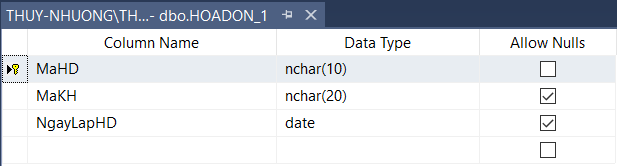 THUY-NHUONG\TH...- dbo.HOADON_1
Column Name Data Type Allow Nulls
MaHD nchar(10)
MaKH nchar(20)
NgayLapHD date